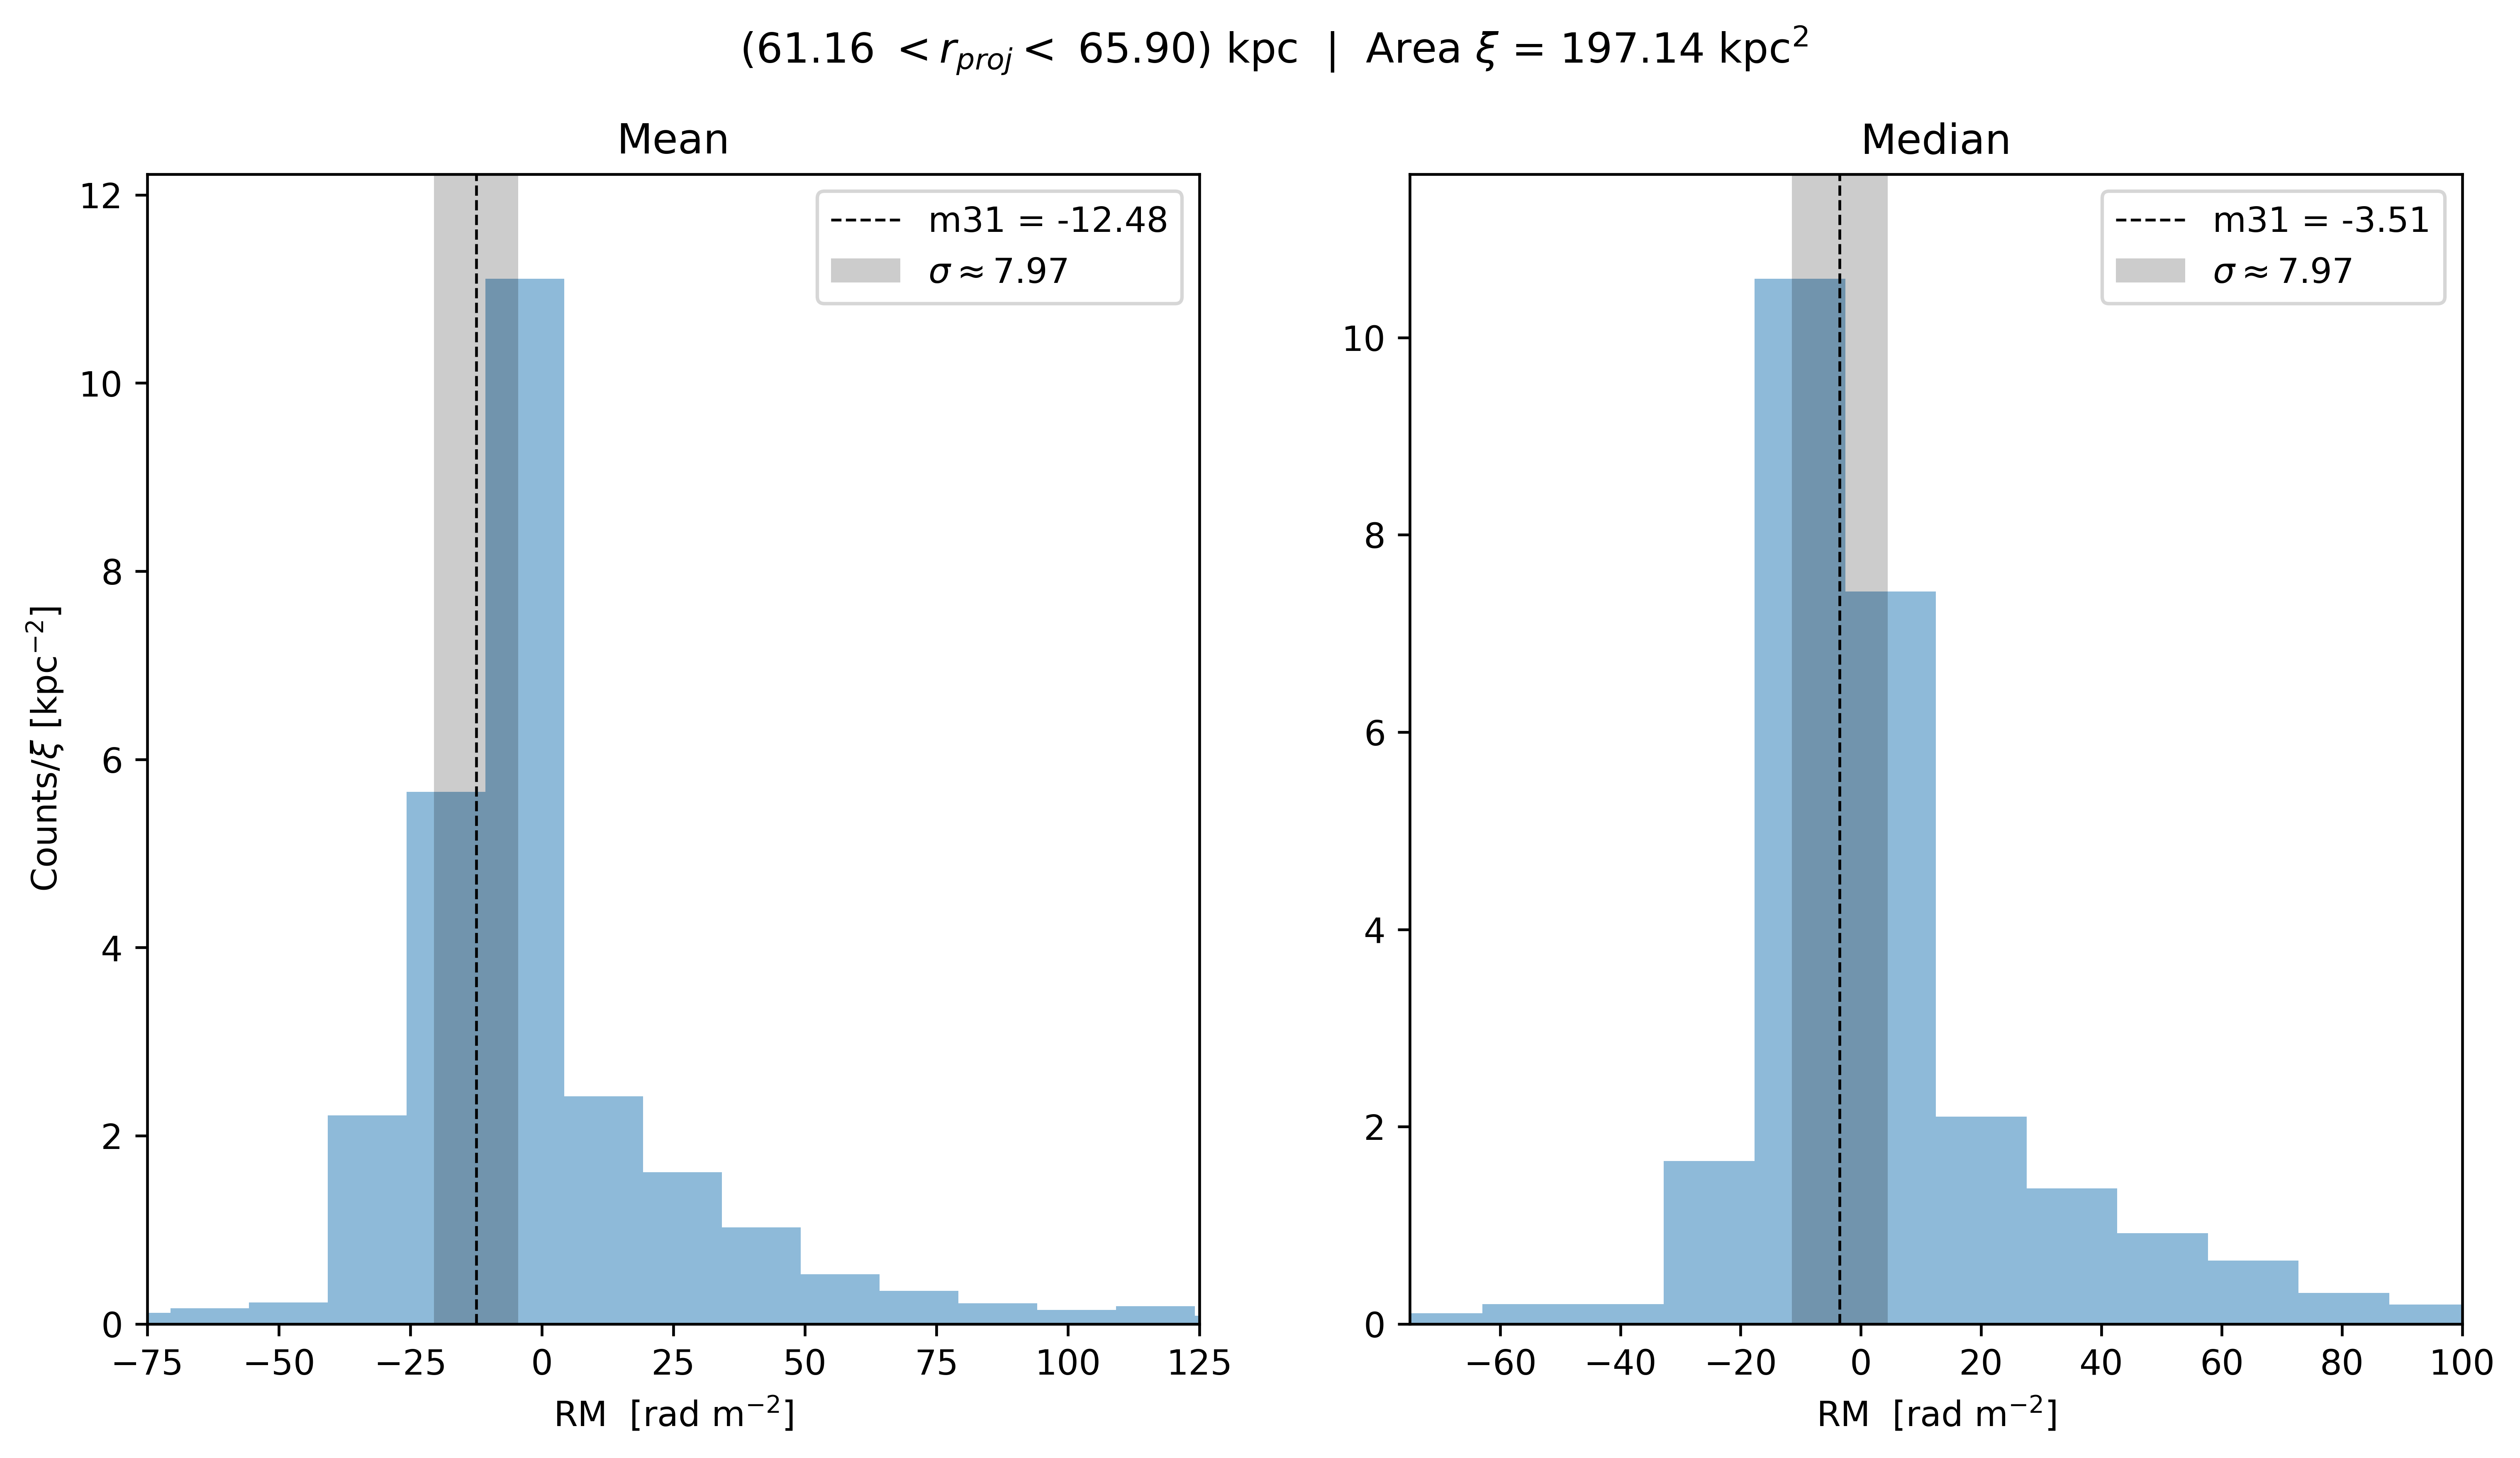 (61.16 < r_proj < 65.90) kpc | Area ξ = 197.14 kpc²
Mean
m31 = -12.48
σ ≈ 7.97
Counts/ξ [kpc⁻²]
12
10
8
6
4
2
0
−75 −50 −25 0 25 50 75 100 125
RM [rad m⁻²]
Median
m31 = -3.51
σ ≈ 7.97
10
8
6
4
2
0
−60 −40 −20 0 20 40 60 80 100
RM [rad m⁻²]